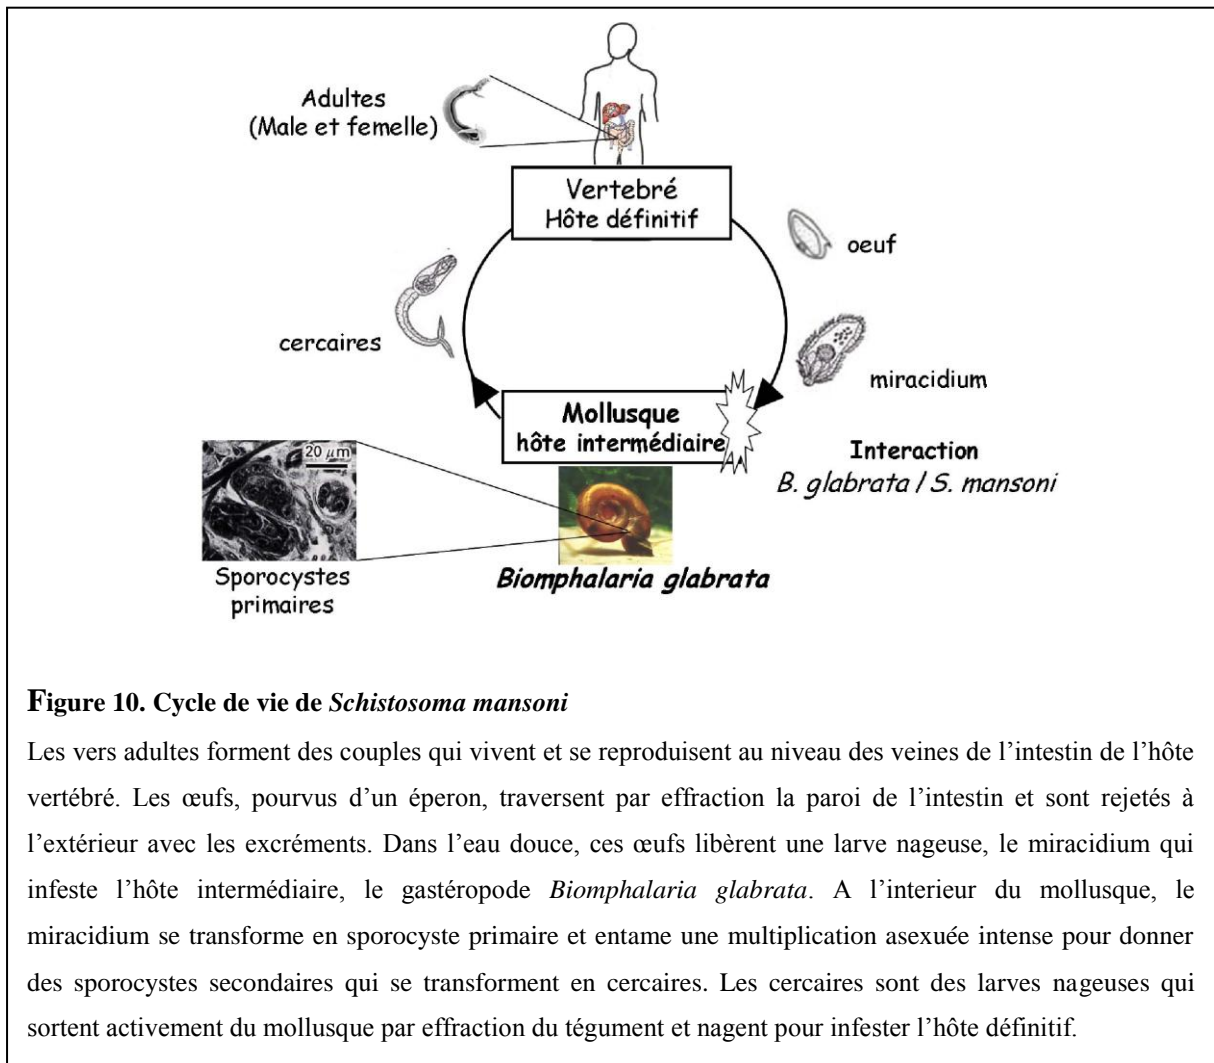 Adultes
(Male et femelle)
Vertebré
Hôte définitif
oeuf
cercaires
miracidium
Mollusque
hôte intermédiaire
20 μm
Interaction
B. glabrata / S. mansoni
Sporocystes
primaires
Biomphalaria glabrata
Figure 10. Cycle de vie de Schistosoma mansoni
Les vers adultes forment des couples qui vivent et se reproduisent au niveau des veines de l’intestin de l’hôte
vertébré. Les œufs, pourvus d’un éperon, traversent par effraction la paroi de l’intestin et sont rejetés à
l’extérieur avec les excréments. Dans l’eau douce, ces œufs libèrent une larve nageuse, le miracidium qui
infeste l’hôte intermédiaire, le gastéropode Biomphalaria glabrata. A l’interieur du mollusque, le
miracidium se transforme en sporocyste primaire et entame une multiplication asexuée intense pour donner
des sporocystes secondaires qui se transforment en cercaires. Les cercaires sont des larves nageuses qui
sortent activement du mollusque par effraction du tégument et nagent pour infester l’hôte définitif.